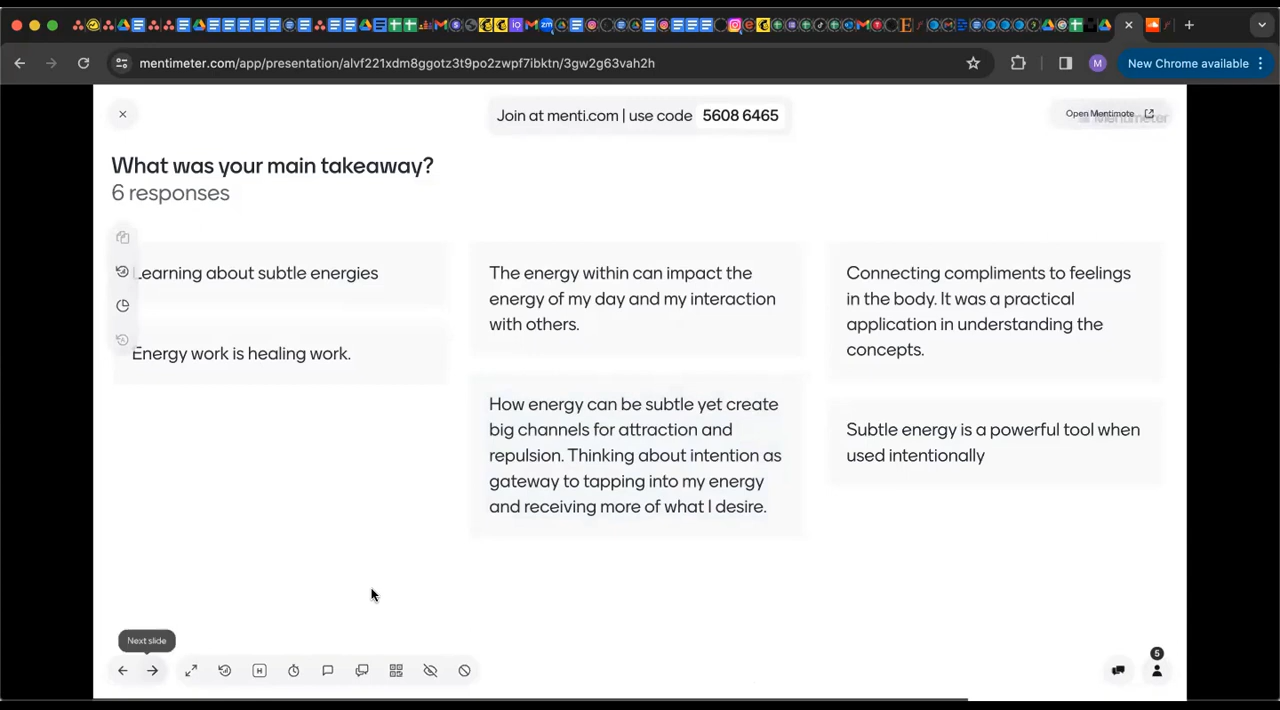 mentimeter.com/app/presentation/alvf221xdm8ggotz3t9po2zwpf7ibktn/3gw2g63vah2h
M
New Chrome available
Join at menti.com | use code 5608 6465
Open Mentimote
Mentimeter
What was your main takeaway?
6 responses
Learning about subtle energies
Energy work is healing work.
The energy within can impact the
energy of my day and my interaction
with others.
How energy can be subtle yet create
big channels for attraction and
repulsion. Thinking about intention as
gateway to tapping into my energy
and receiving more of what I desire.
Connecting compliments to feelings
in the body. It was a practical
application in understanding the
concepts.
Subtle energy is a powerful tool when
used intentionally
Next slide
H
5